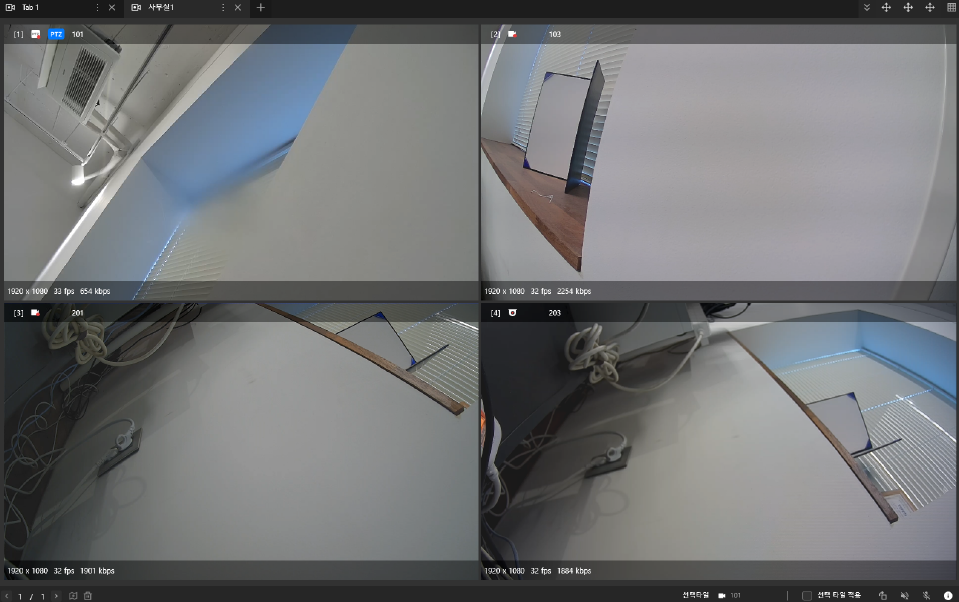 Tab 1 사무실1
[1] PTZ 101
[2] 103
1920 x 1080 33 fps 654 kbps
1920 x 1080 32 fps 2254 kbps
[3] 201
[4] 203
1920 x 1080 32 fps 1901 kbps
1920 x 1080 32 fps 1884 kbps
1 / 1 선택타일 101 선택 타일 적용